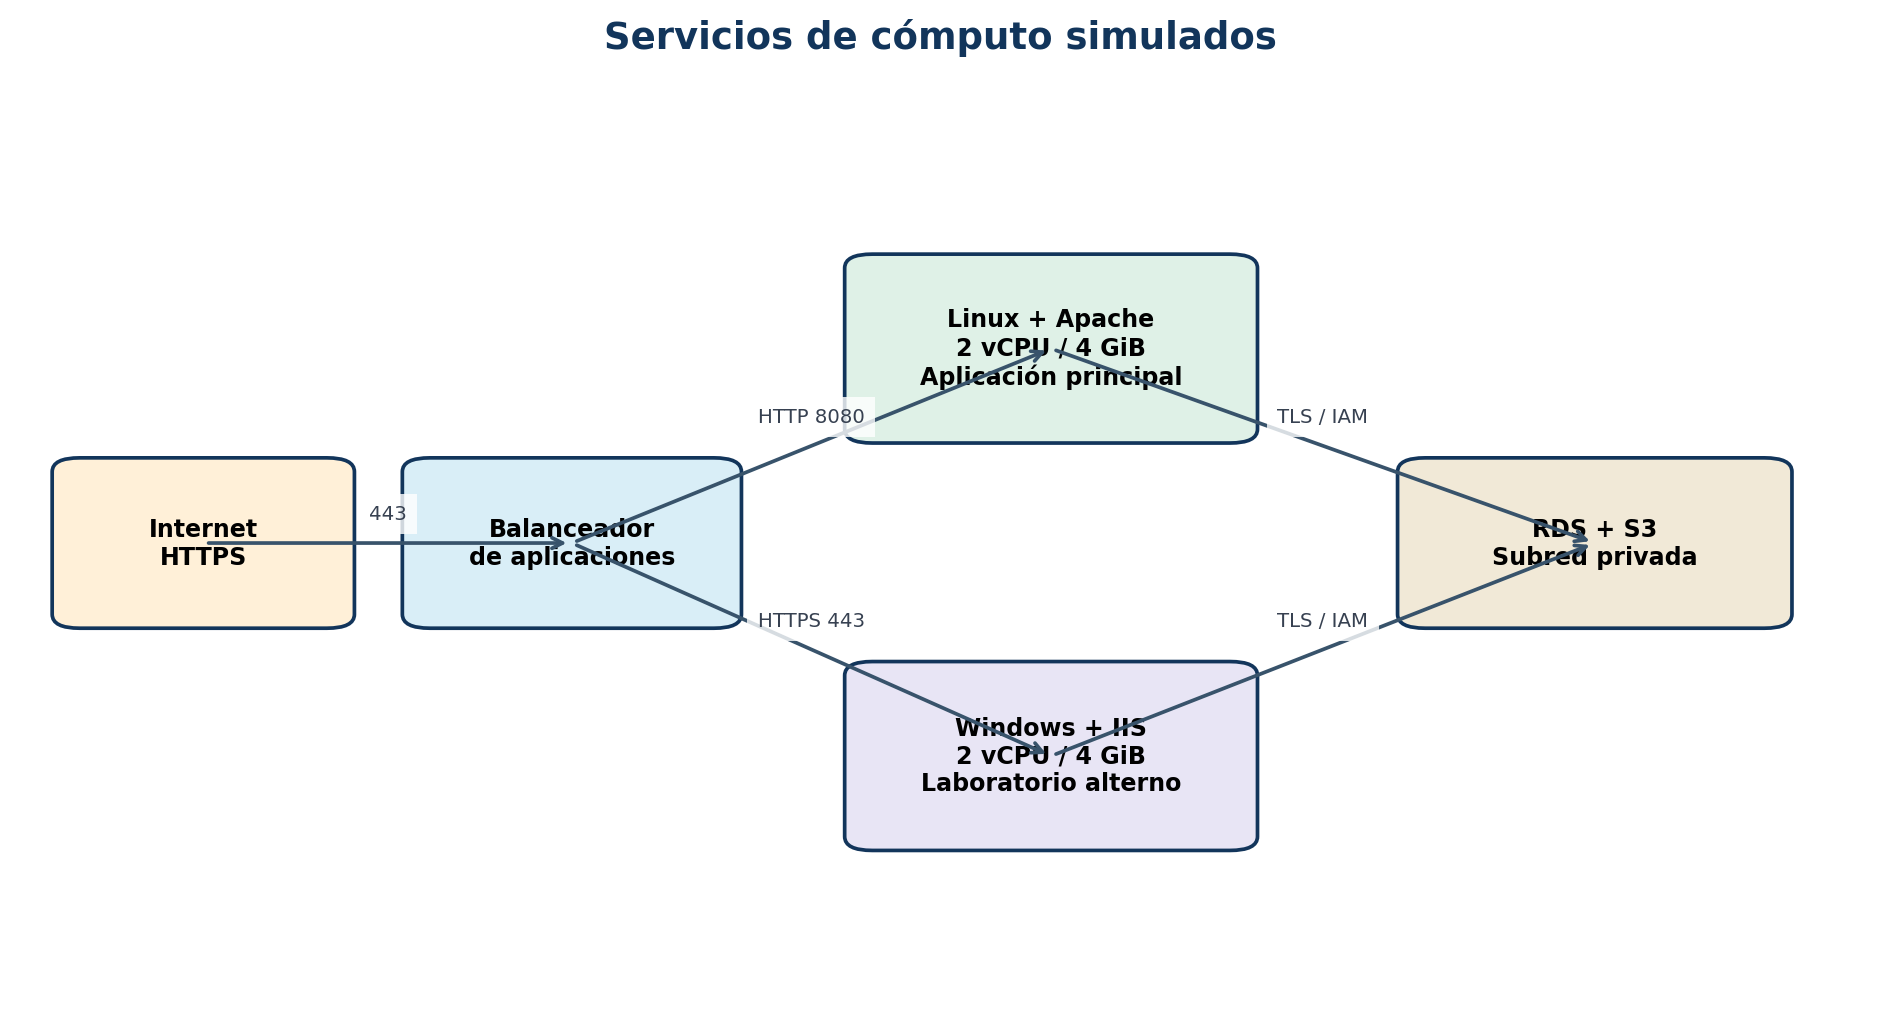 Servicios de cómputo simulados
Linux + Apache
2 vCPU / 4 GiB
Aplicación principal
HTTP 8080
TLS / IAM
443
Internet
HTTPS
Balanceador
de aplicaciones
RDS + S3
Subred privada
HTTPS 443
TLS / IAM
Windows + IIS
2 vCPU / 4 GiB
Laboratorio alterno